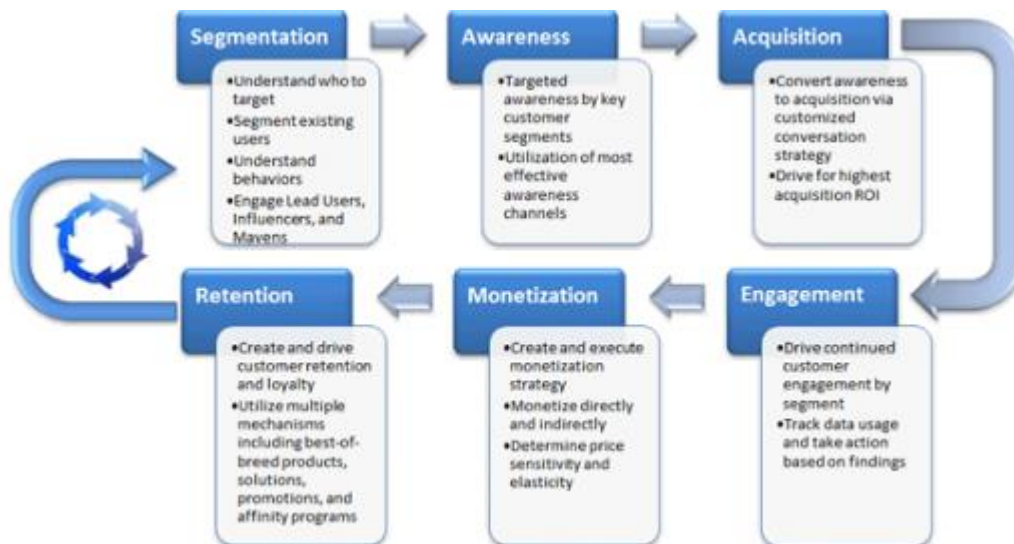 Segmentation
•Understand who to
target
•Segment existing
users
•Understand
behaviors
•Engage Lead Users,
Influencers, and
Mavens
Awareness
•Targeted
awareness by key
customer
segments
•Utilization of most
effective
awareness
channels
Acquisition
•Convert awareness
to acquisition via
customized
conversation
strategy
•Drive for highest
acquisition ROI
Engagement
•Drive continued
customer
engagement by
segment
•Track data usage
and take action
based on findings
Monetization
•Create and execute
monetization
strategy
•Monetize directly
and indirectly
•Determine price
sensitivity and
elasticity
Retention
•Create and drive
customer retention
and loyalty
•Utilize multiple
mechanisms
including best-of-
breed products,
solutions,
promotions, and
affinity programs